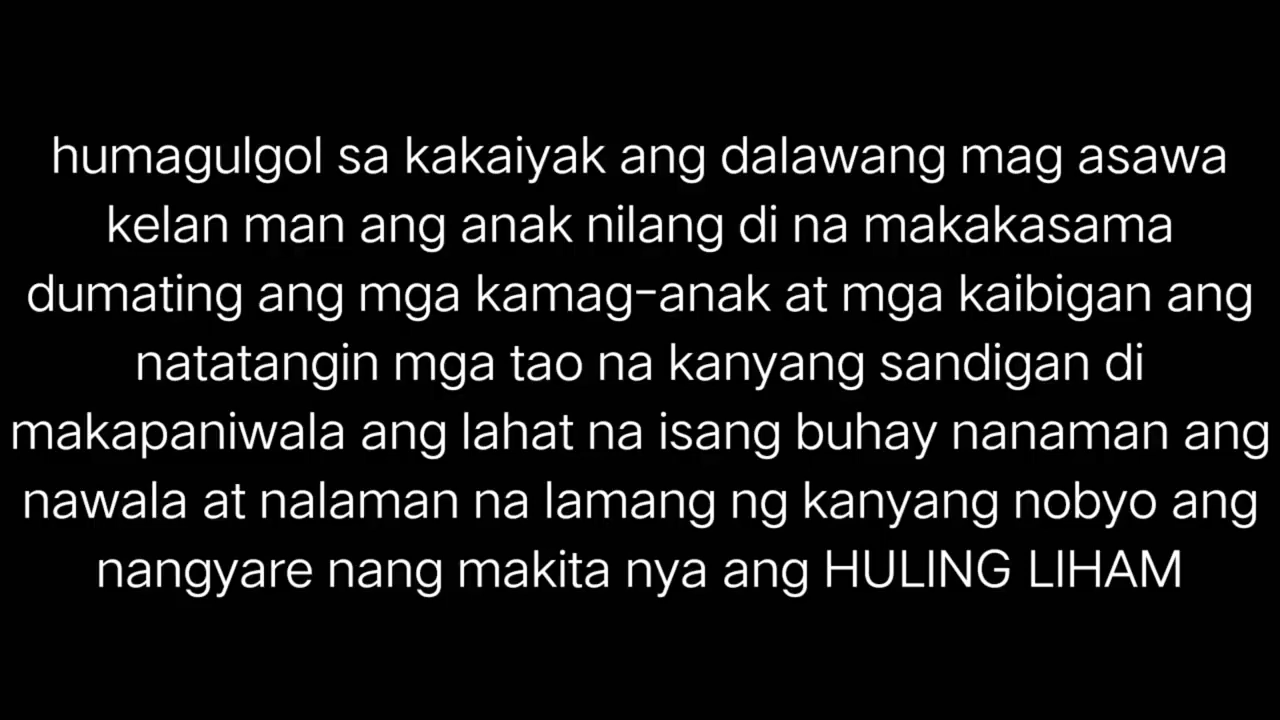 humagulgol sa kakaiyak ang dalawang mag asawa
kelan man ang anak nilang di na makakasama
dumating ang mga kamag-anak at mga kaibigan ang
natatangin mga tao na kanyang sandigan di
makapaniwala ang lahat na isang buhay nanaman ang
nawala at nalaman na lamang ng kanyang nobyo ang
nangyare nang makita nya ang HULING LIHAM